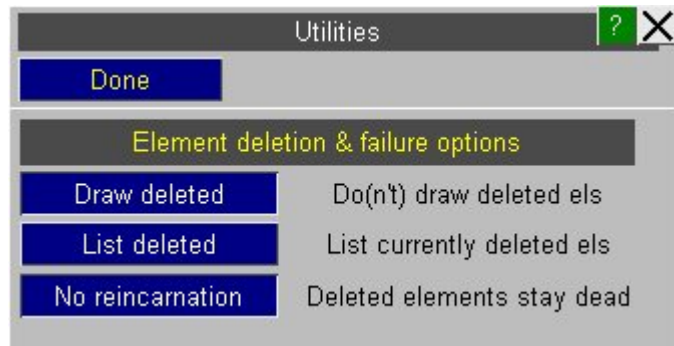 Utilities ?
Done
Element deletion & failure options
Draw deleted Do(n't) draw deleted els
List deleted List currently deleted els
No reincarnation Deleted elements stay dead